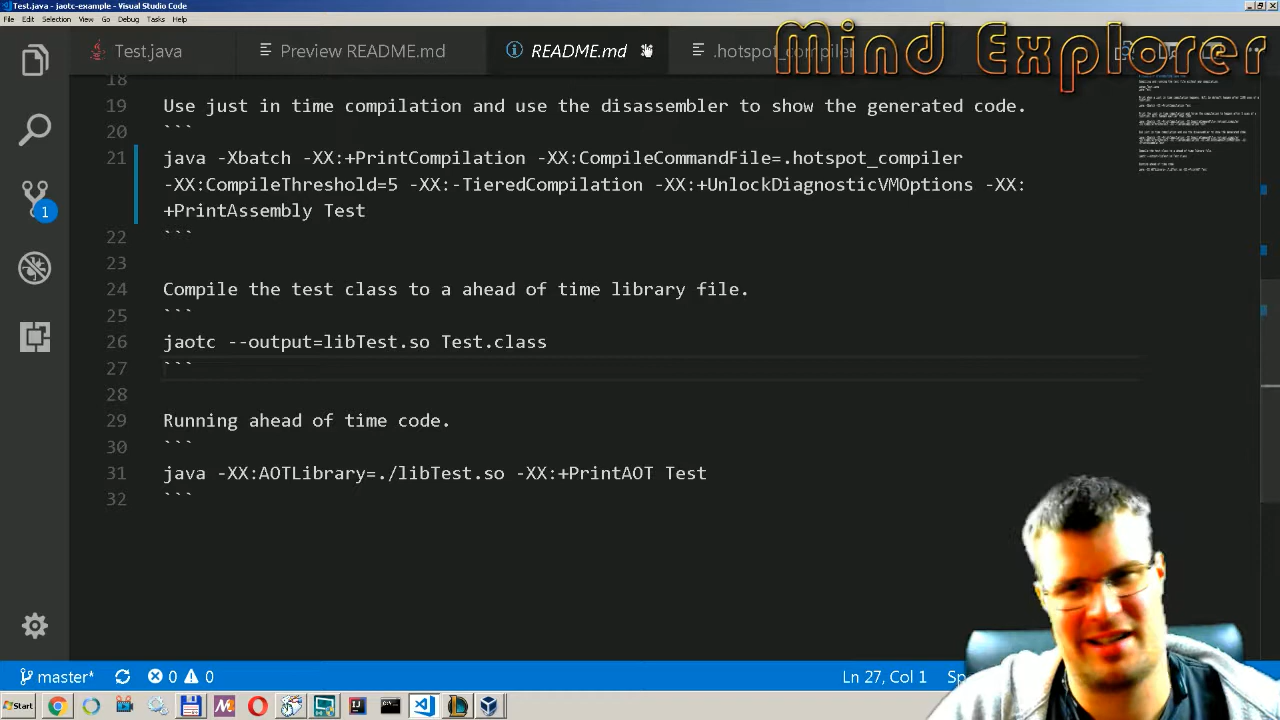 Test.java - jaotc-example - Visual Studio Code
File Edit Selection View Go Debug Tasks Help
Test.java
Preview README.md
README.md
.hotspot_compiler
Mind Explorer
18
19 Use just in time compilation and use the disassembler to show the generated code.
20 ```
21 java -Xbatch -XX:+PrintCompilation -XX:CompileCommandFile=.hotspot_compiler
-XX:CompileThreshold=5 -XX:-TieredCompilation -XX:+UnlockDiagnosticVMOptions -XX:
+PrintAssembly Test
22 ```
23
24 Compile the test class to a ahead of time library file.
25 ```
26 jaotc --output=libTest.so Test.class
27 ```
28
29 Running ahead of time code.
30 ```
31 java -XX:AOTLibrary=./libTest.so -XX:+PrintAOT Test
32 ```
1
master* 0 0 Ln 27, Col 1 Sp
Start